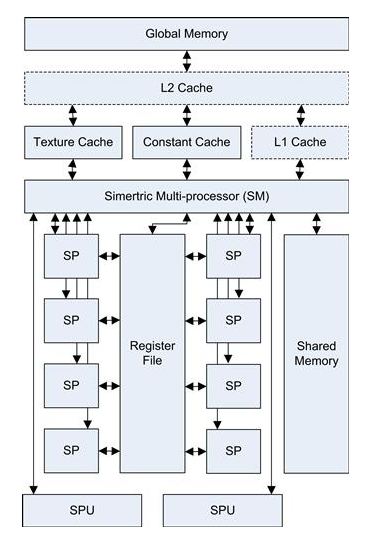 Global Memory
L2 Cache
Texture Cache
Constant Cache
L1 Cache
Simertric Multi-processor (SM)
SP
SP
SP
SP
Register
File
SP
SP
SP
SP
Shared
Memory
SPU
SPU